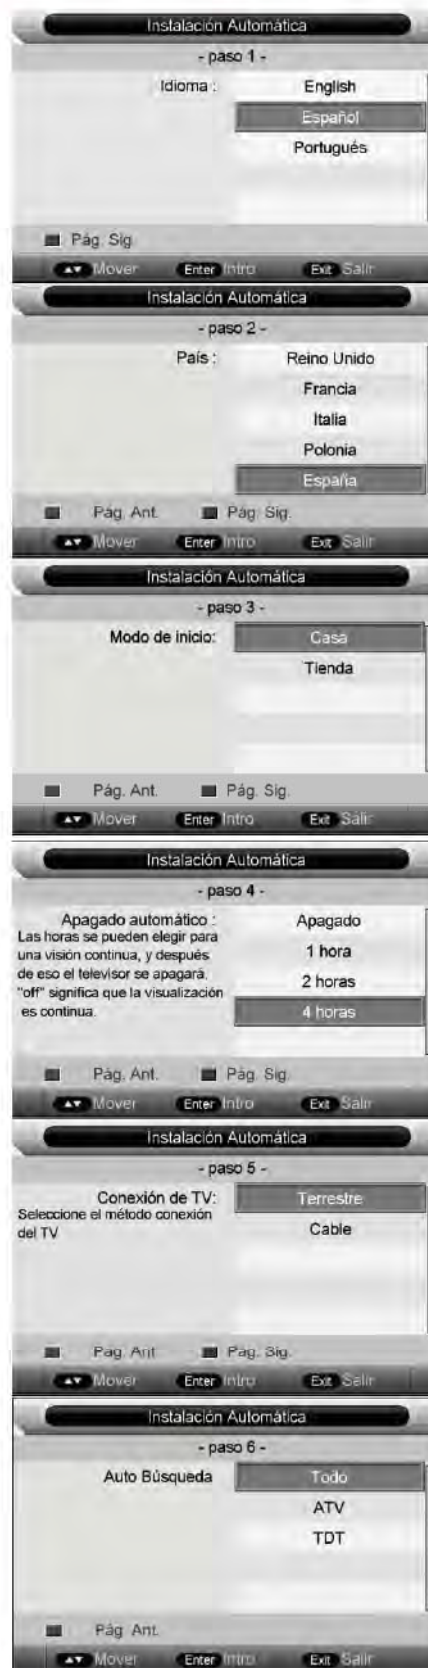 Instalación Automática
- paso 1 -
Idioma : English
Español
Portugués
Pág. Sig.
Mover Enter Intro Exit Salir
Instalación Automática
- paso 2 -
País : Reino Unido
Francia
Italia
Polonia
España
Pág. Ant. Pág. Sig.
Mover Enter Intro Exit Salir
Instalación Automática
- paso 3 -
Modo de inicio: Casa
Tienda
Pág. Ant. Pág. Sig.
Mover Enter Intro Exit Salir
Instalación Automática
- paso 4 -
Apagado automático : Apagado
Las horas se pueden elegir para
una visión continua, y después 1 hora
de eso el televisor se apagará. 2 horas
"off" significa que la visualización
es continua. 4 horas
Pág. Ant. Pág. Sig.
Mover Enter Intro Exit Salir
Instalación Automática
- paso 5 -
Conexión de TV: Terrestre
Seleccione el método conexión
del TV Cable
Pag. Ant. Pag. Sig.
Mover Enter Intro Exit Salir
Instalación Automática
- paso 6 -
Auto Búsqueda Todo
ATV
TDT
Pág. Ant.
Mover Enter Intro Exit Salir